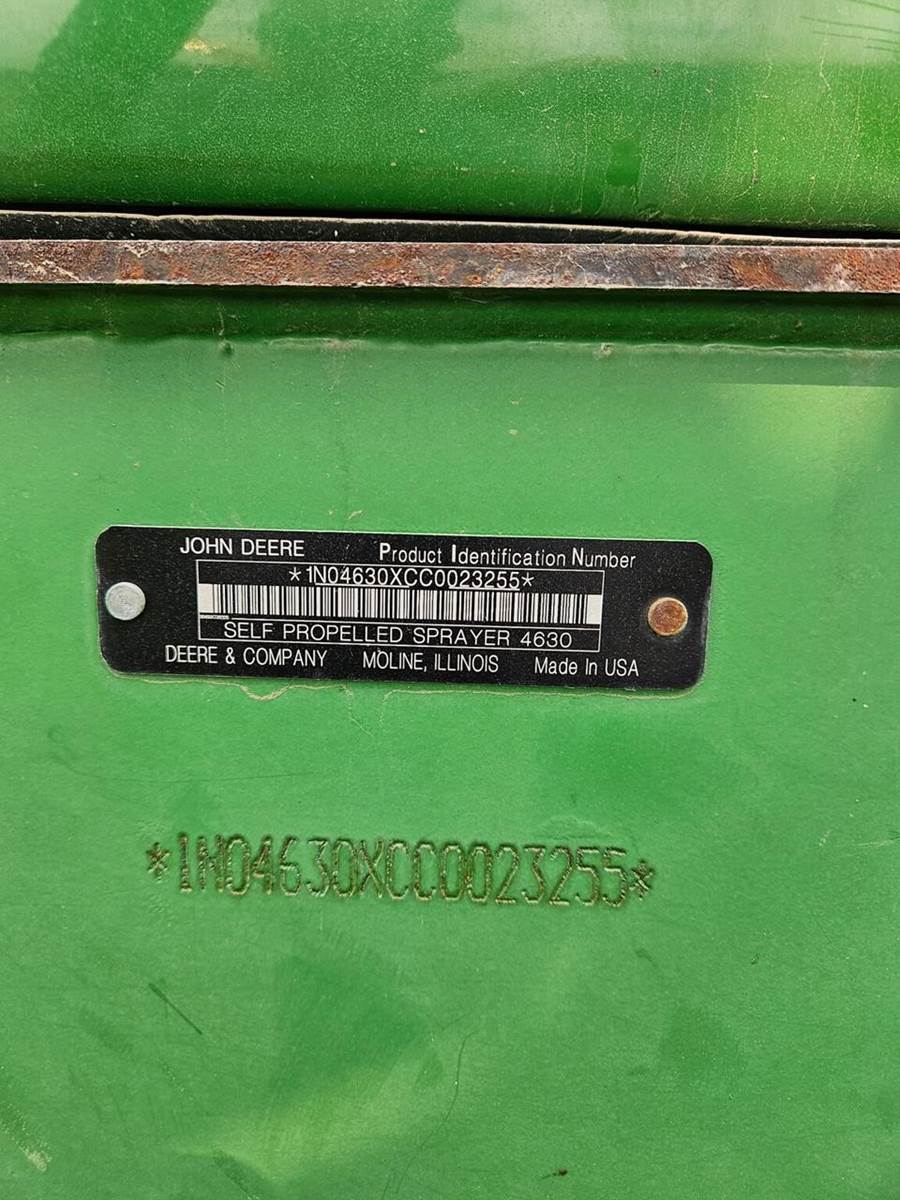 JOHN DEERE Product Identification Number
*1N04630XCC0023255*
SELF PROPELLED SPRAYER 4630
DEERE & COMPANY MOLINE, ILLINOIS Made In USA
*1N04630XCC0023255*